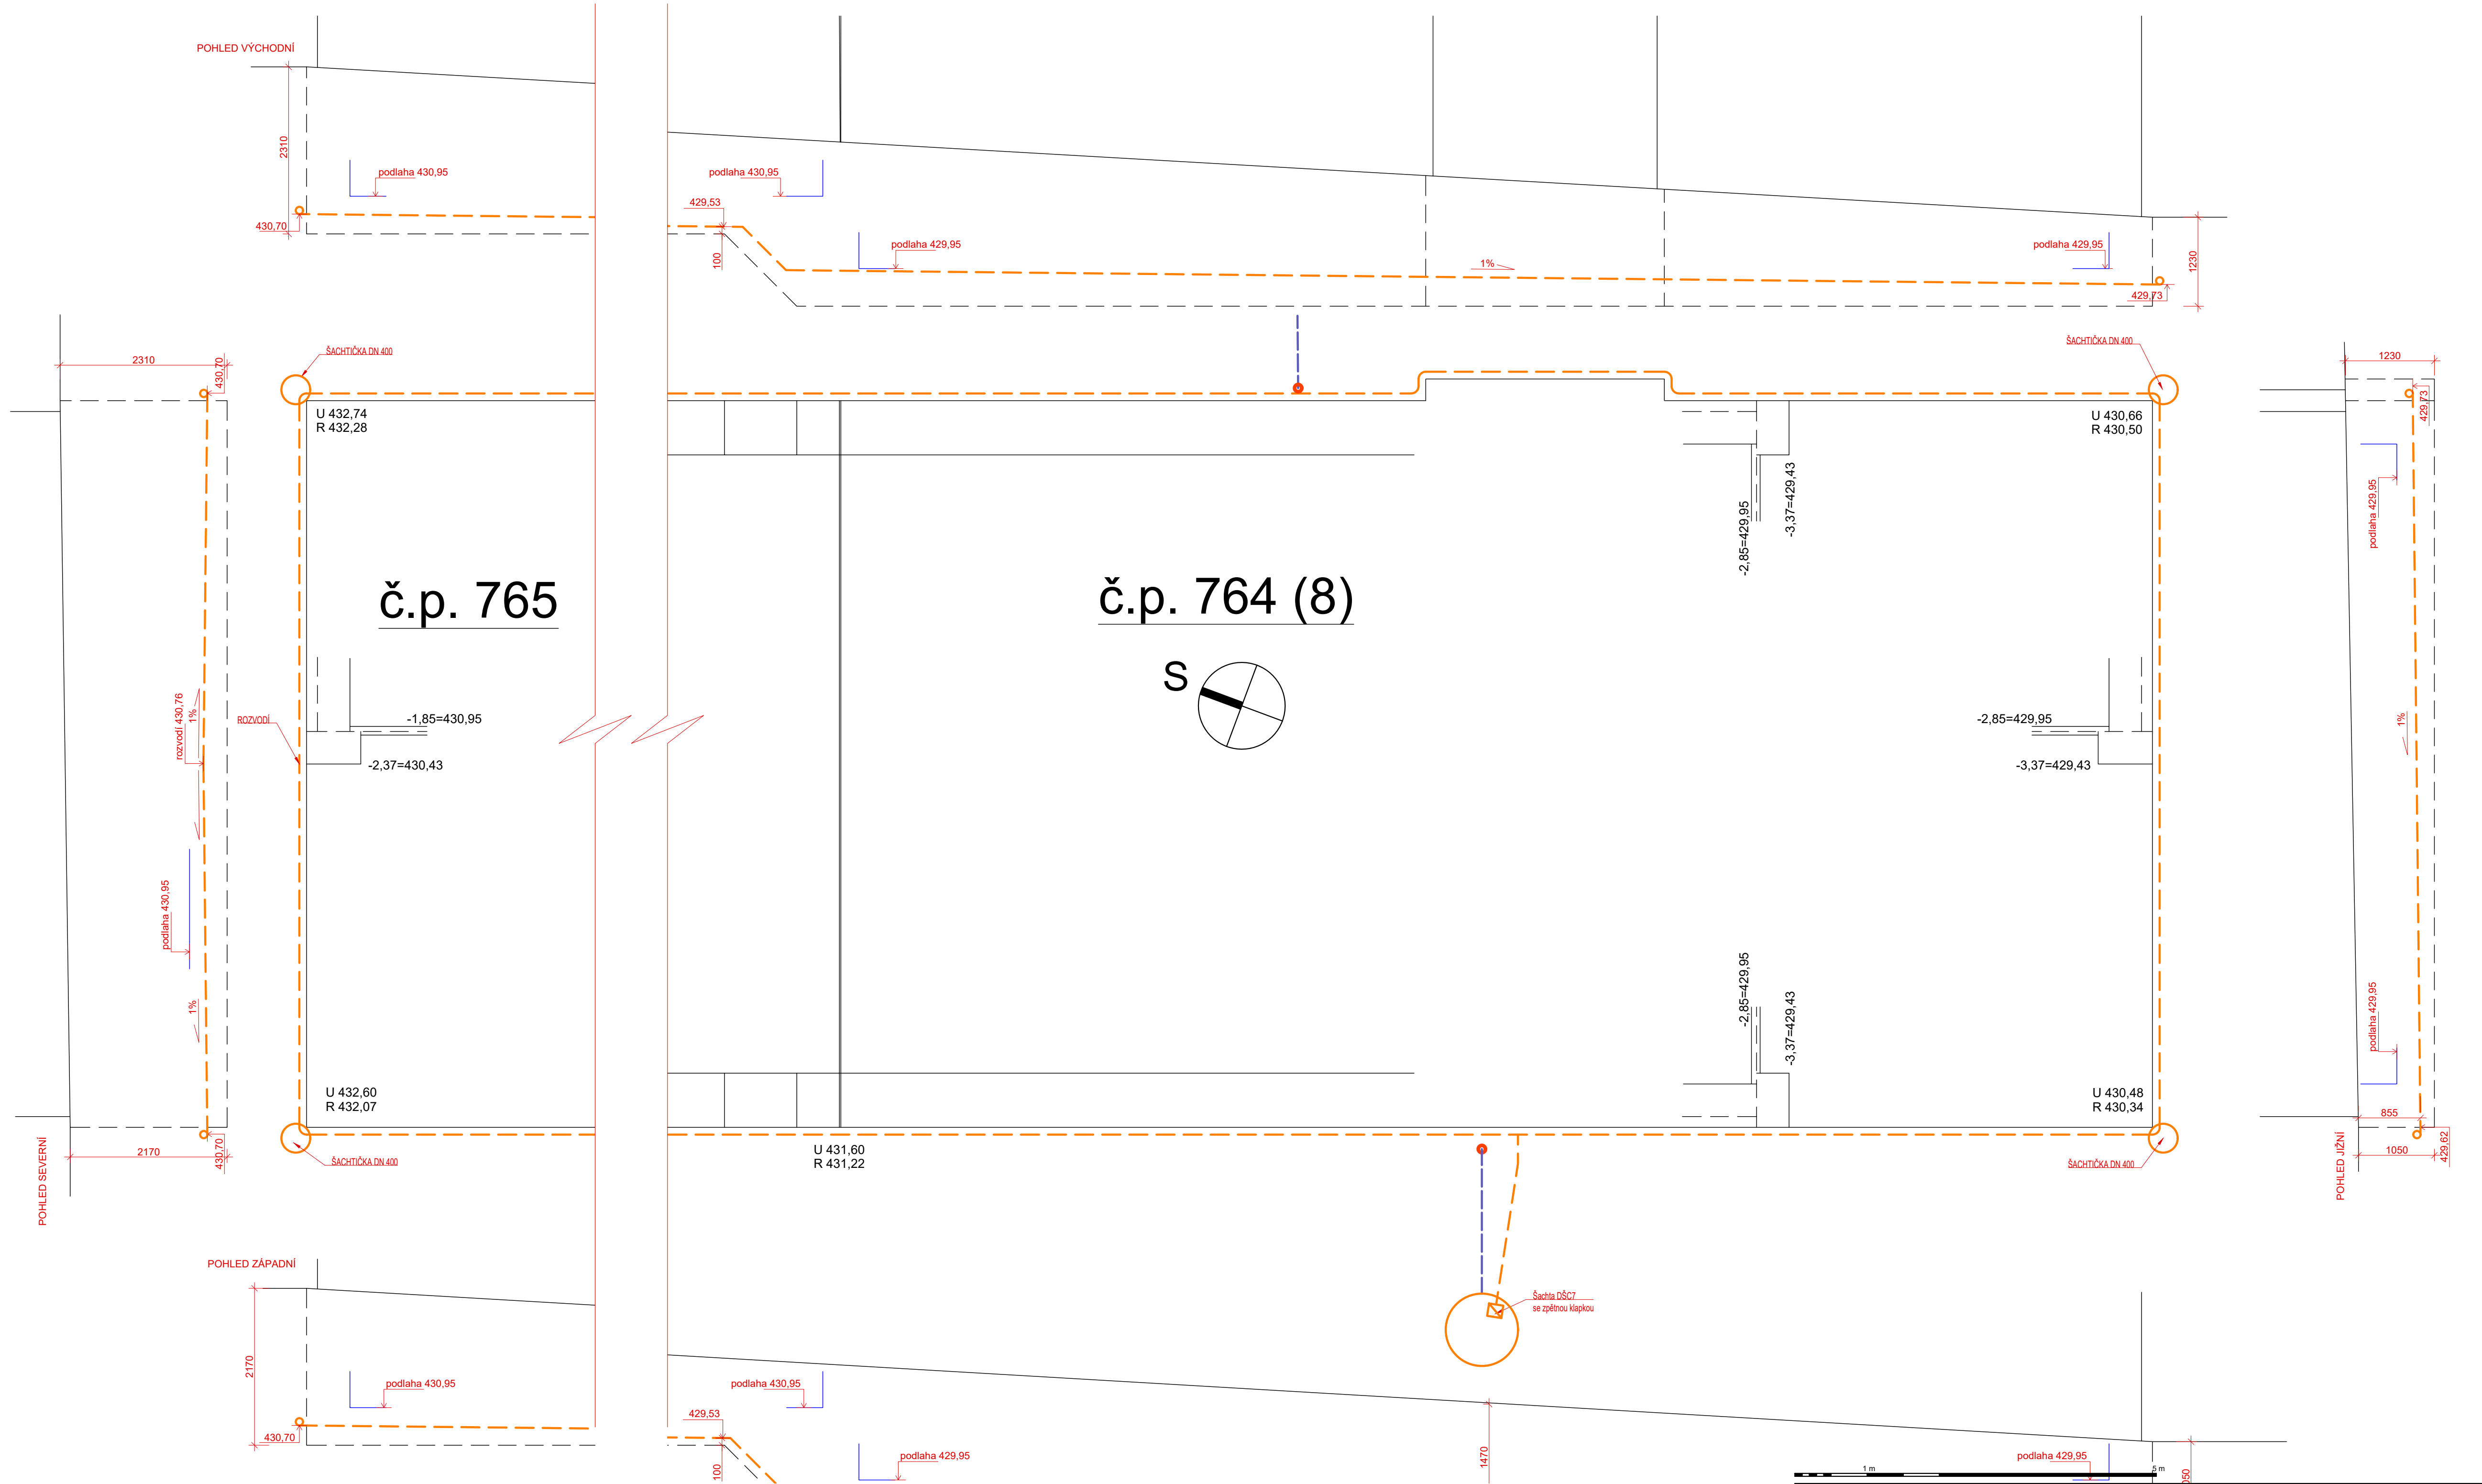 POHLED VÝCHODNÍ
2310
podlaha 430,95
430,70
podlaha 430,95
429,53
100
podlaha 429,95
1%
podlaha 429,95
1230
429,73
2310
430,70
ŠACHTIČKA DN 400
U 432,74
R 432,28
ŠACHTIČKA DN 400
U 430,66
R 430,50
1230
429,73
podlaha 429,95
-2,85=429,95
-3,37=429,43
č.p. 765
č.p. 764 (8)
S
rozvodí 430,76
1%
ROZVODÍ
-1,85=430,95
-2,37=430,43
-2,85=429,95
-3,37=429,43
1%
podlaha 430,95
1%
-2,85=429,95
-3,37=429,43
podlaha 429,95
U 432,60
R 432,07
U 430,48
R 430,34
855
POHLED SEVERNÍ
2170
430,70
ŠACHTIČKA DN 400
U 431,60
R 431,22
ŠACHTIČKA DN 400
POHLED JIŽNÍ
1050
429,62
POHLED ZÁPADNÍ
Šachta DŠC7
se zpětnou klapkou
2170
podlaha 430,95
430,70
podlaha 430,95
429,53
100
podlaha 429,95
1470
1 m
5 m
podlaha 429,95